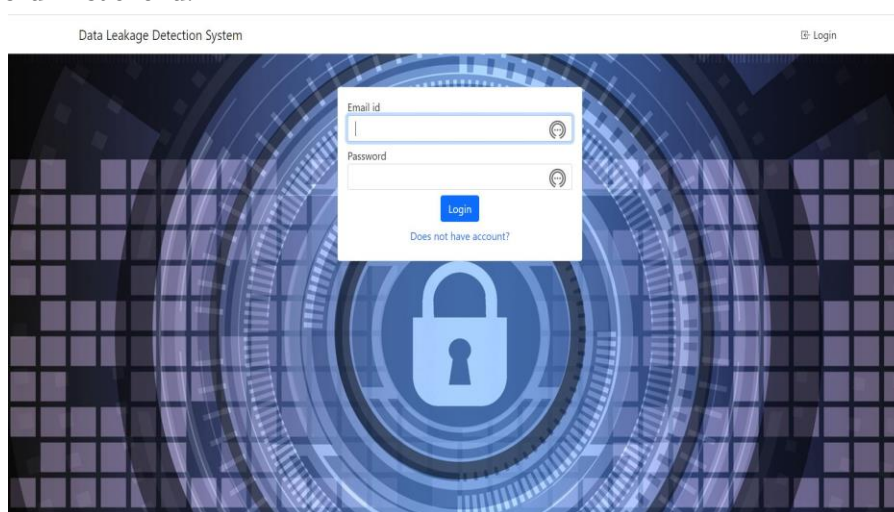 Data Leakage Detection System
Login
Email id
Password
Login
Does not have account?